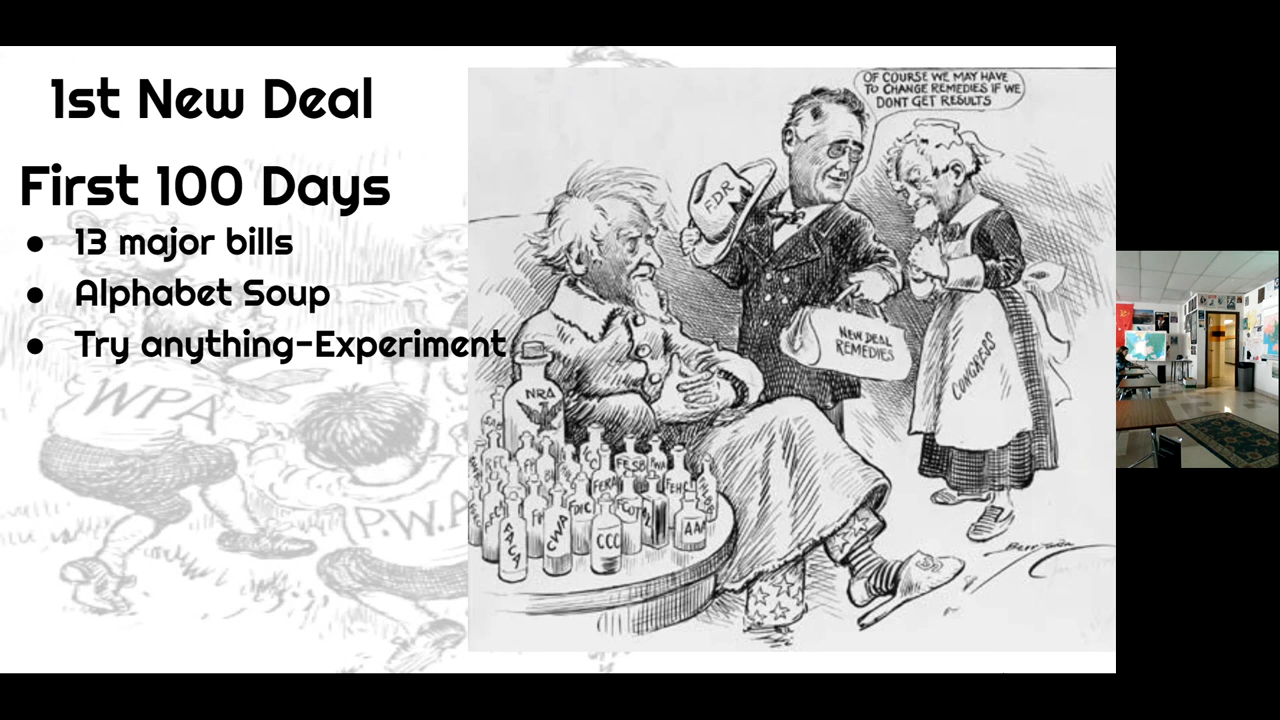 1st New Deal
First 100 Days
● 13 major bills
● Alphabet Soup
● Try anything-Experiment
WPA
P.W.A
OF COURSE WE MAY HAVE
TO CHANGE REMEDIES IF WE
DONT GET RESULTS
FDR
NEW DEAL
REMEDIES
CONGRESS
NRA
FESB
FERA
FEHC
FDIC
CWA
CCC
AAA